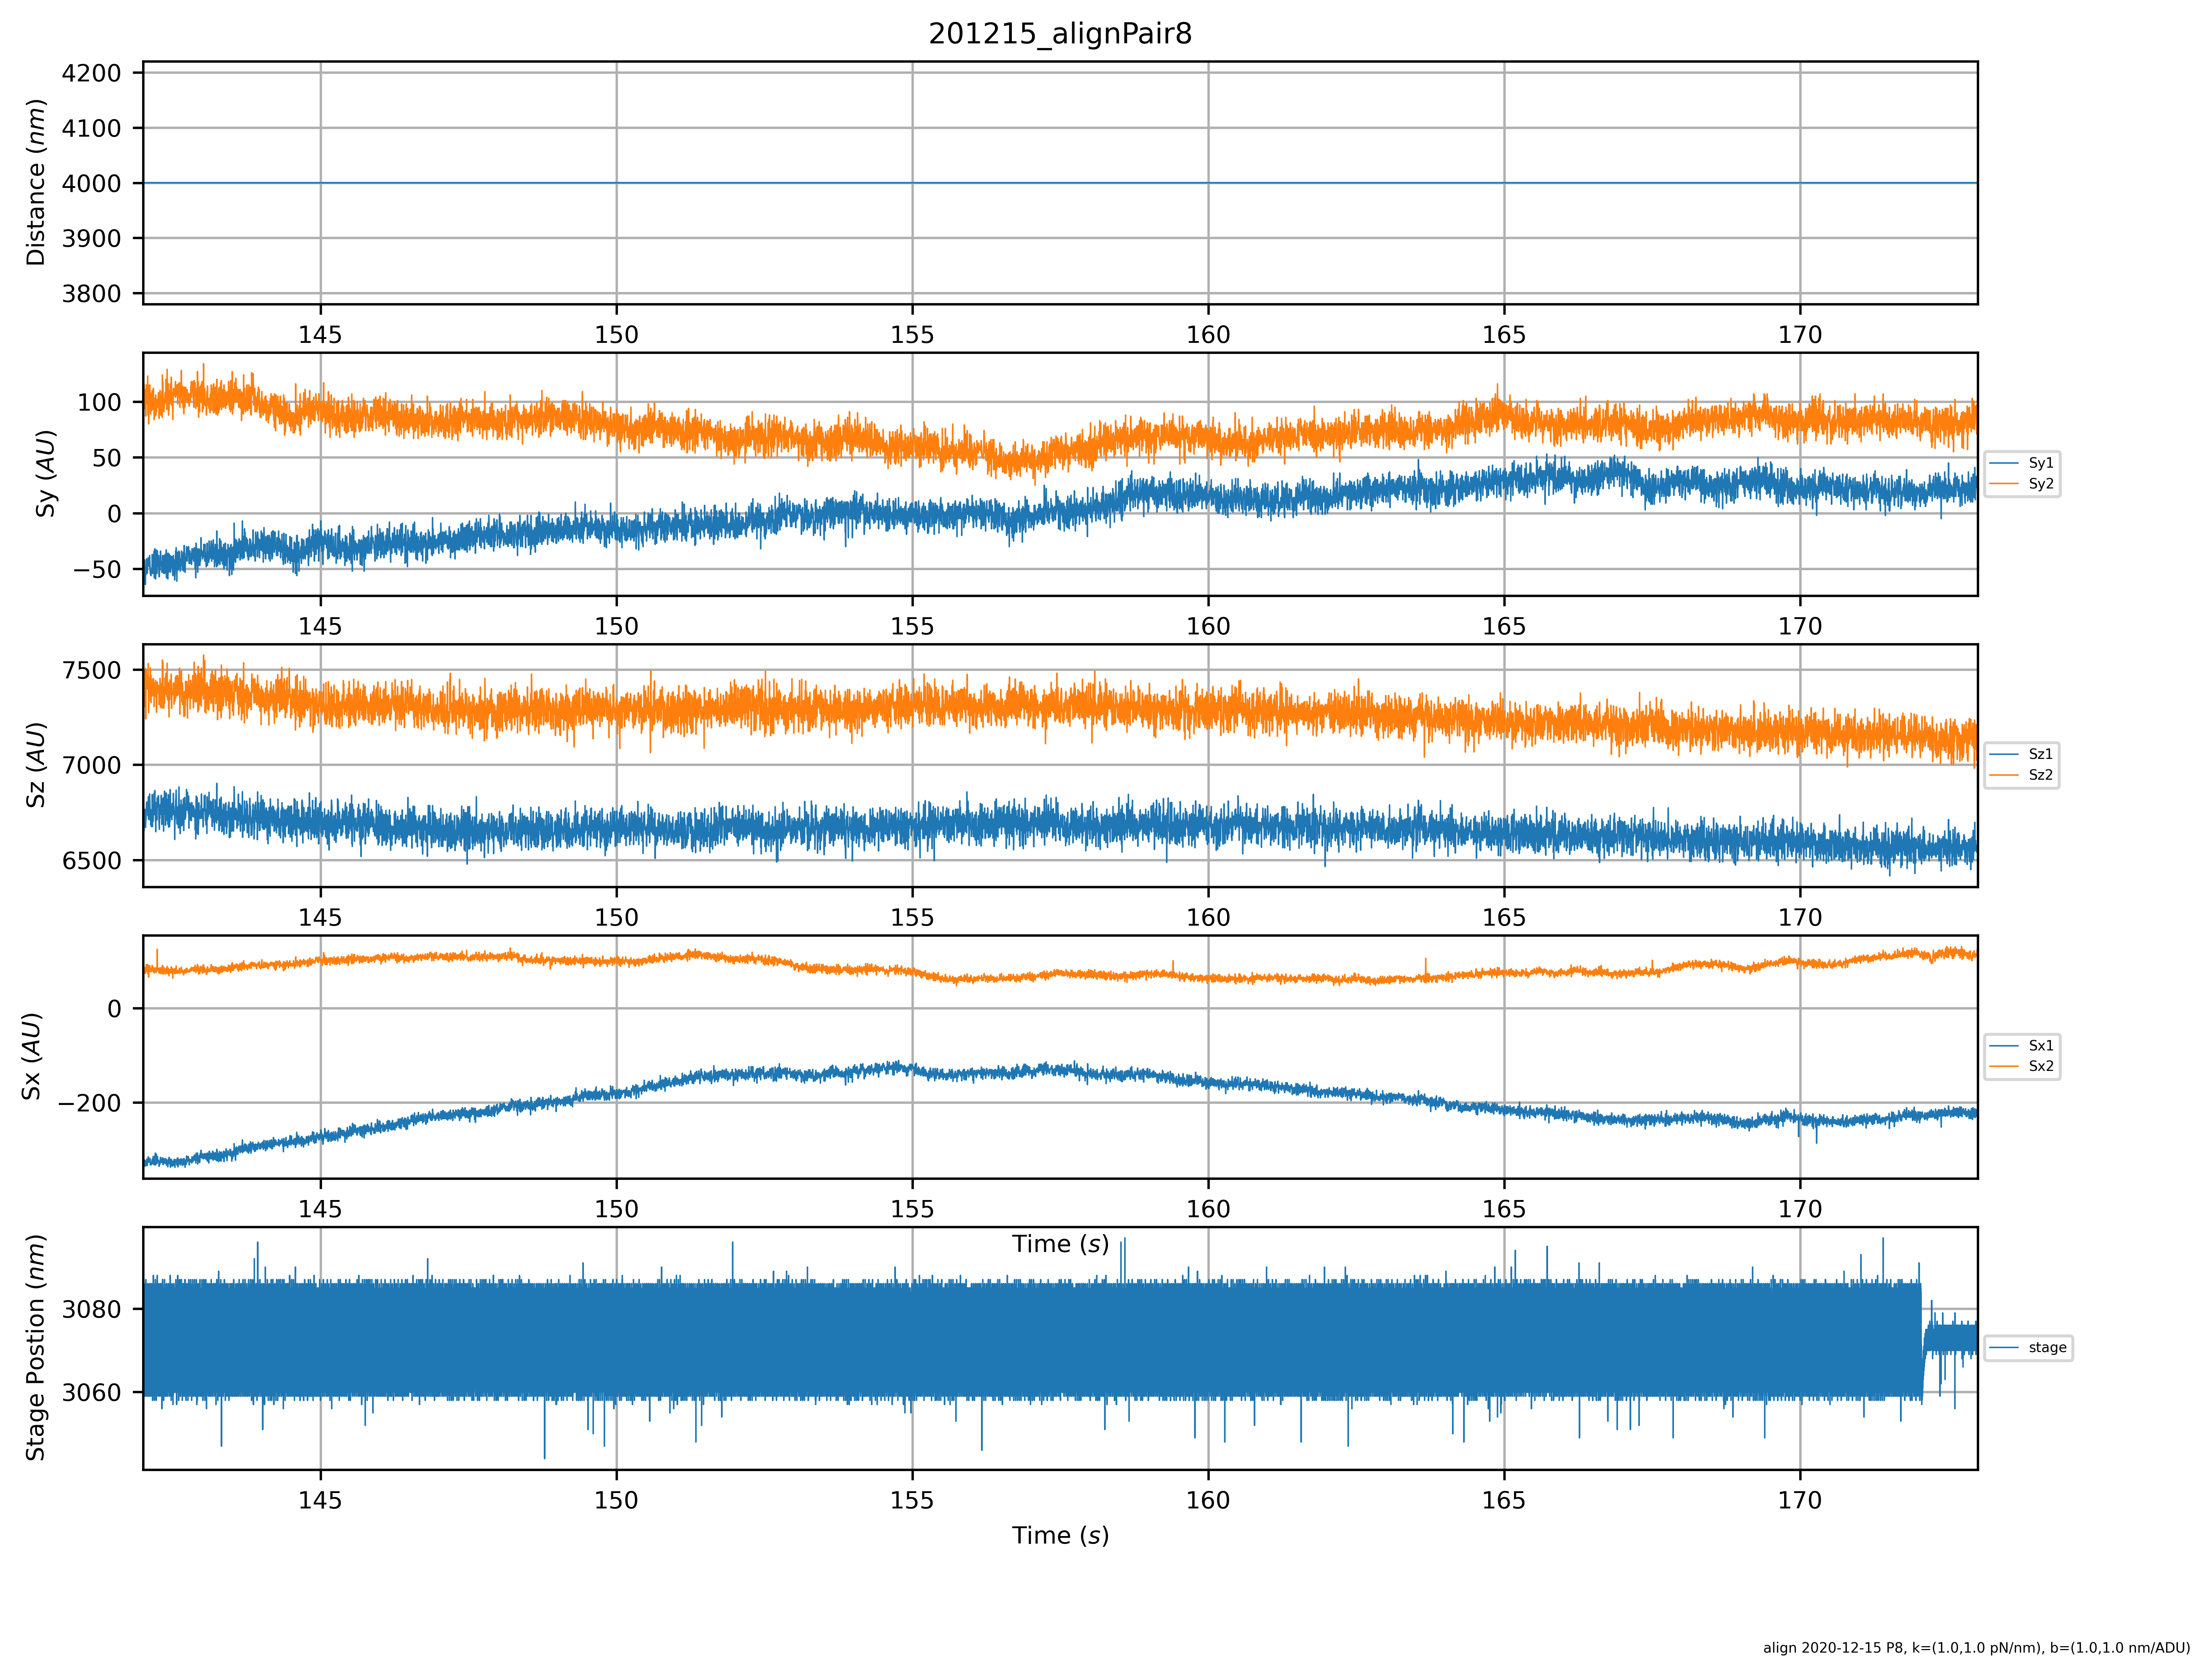 201215_alignPair8
Distance (nm)
4200
4100
4000
3900
3800
145 150 155 160 165 170
Sy (AU)
100
50
0
−50
Sy1
Sy2
145 150 155 160 165 170
Sz (AU)
7500
7000
6500
Sz1
Sz2
145 150 155 160 165 170
Sx (AU)
0
−200
Sx1
Sx2
145 150 155 160 165 170
Time (s)
Stage Postion (nm)
3080
3060
stage
145 150 155 160 165 170
Time (s)
align 2020-12-15 P8, k=(1.0,1.0 pN/nm), b=(1.0,1.0 nm/ADU)